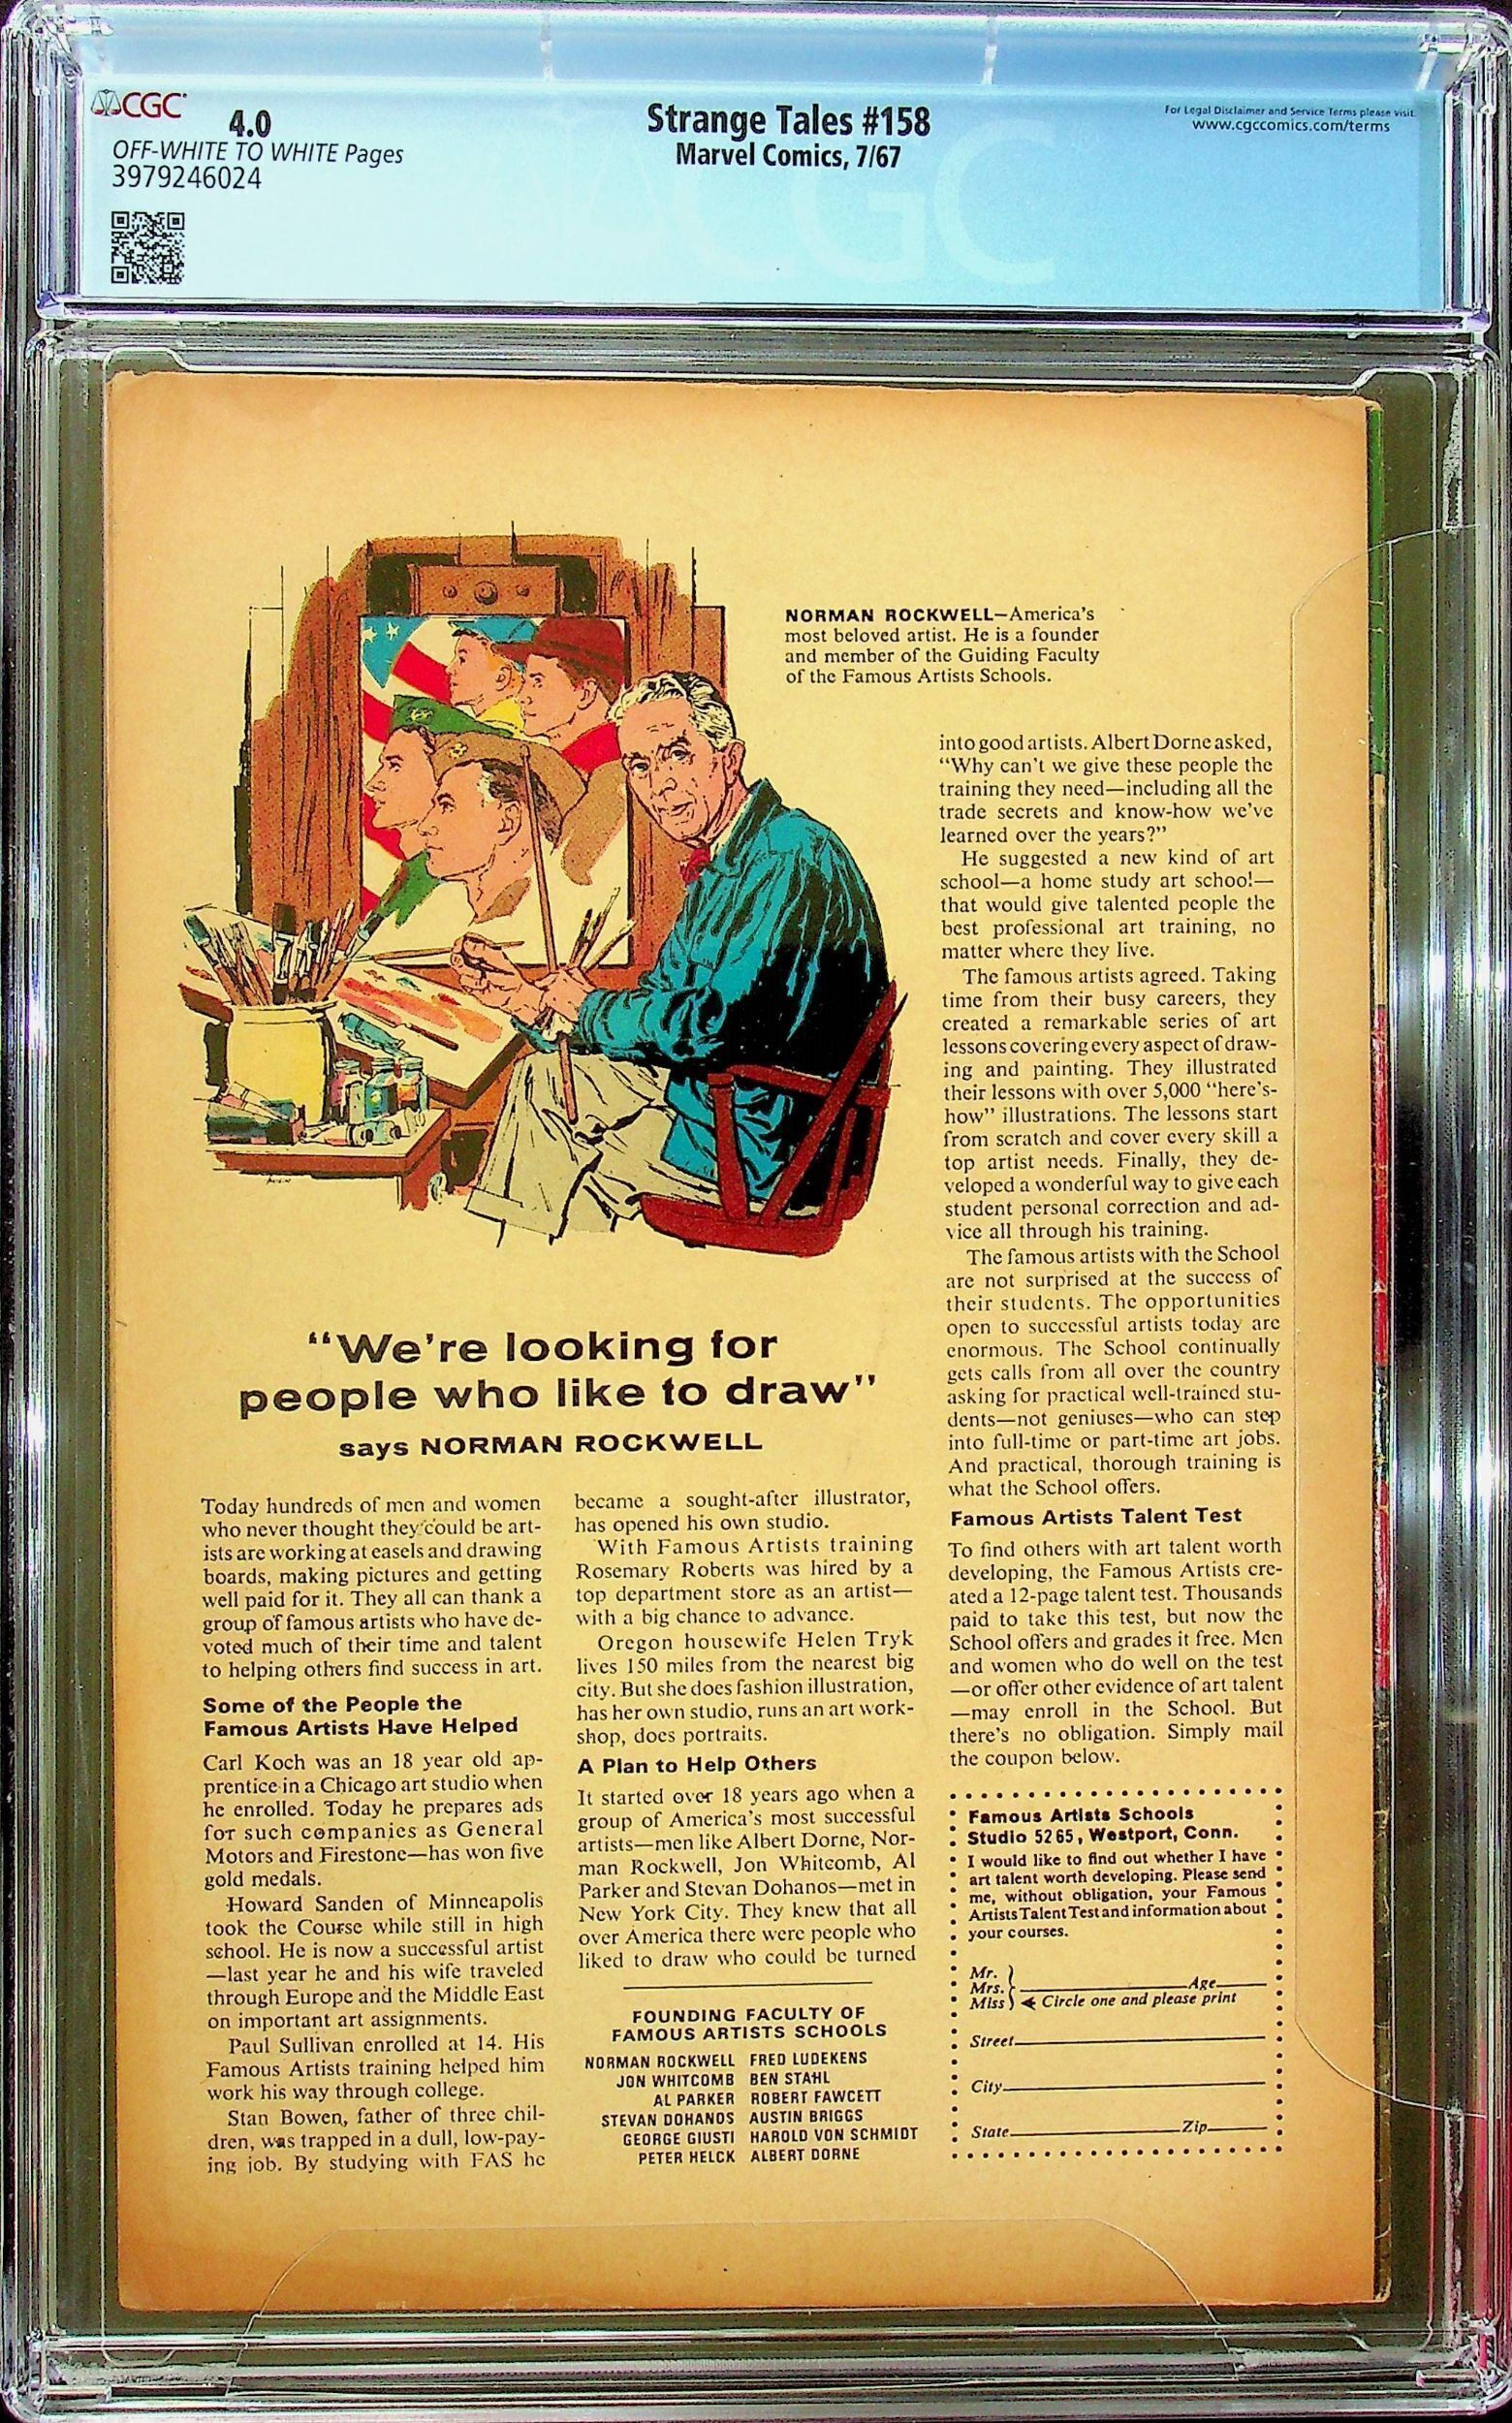 CGC
4.0
OFF-WHITE TO WHITE Pages
3979246024
Strange Tales #158
Marvel Comics, 7/67
For Legal Disclaimer and Service Terms please visit
www.cgccomics.com/terms
CGC
NORMAN ROCKWELL—America's
most beloved artist. He is a founder
and member of the Guiding Faculty
of the Famous Artists Schools.
"We're looking for
people who like to draw"
says NORMAN ROCKWELL
Today hundreds of men and women
who never thought they could be art-
ists are working at easels and drawing
boards, making pictures and getting
well paid for it. They all can thank a
group of famous artists who have de-
voted much of their time and talent
to helping others find success in art.
Some of the People the
Famous Artists Have Helped
Carl Koch was an 18 year old ap-
prentice in a Chicago art studio when
he enrolled. Today he prepares ads
for such companies as General
Motors and Firestone—has won five
gold medals.
Howard Sanden of Minneapolis
took the Course while still in high
school. He is now a successful artist
—last year he and his wife traveled
through Europe and the Middle East
on important art assignments.
Paul Sullivan enrolled at 14. His
Famous Artists training helped him
work his way through college.
Stan Bowen, father of three chil-
dren, was trapped in a dull, low-pay-
ing job. By studying with FAS he
became a sought-after illustrator,
has opened his own studio.
With Famous Artists training
Rosemary Roberts was hired by a
top department store as an artist—
with a big chance to advance.
Oregon housewife Helen Tryk
lives 150 miles from the nearest big
city. But she does fashion illustration,
has her own studio, runs an art work-
shop, does portraits.
A Plan to Help Others
It started over 18 years ago when a
group of America's most successful
artists—men like Albert Dorne, Nor-
man Rockwell, Jon Whitcomb, Al
Parker and Stevan Dohanos—met in
New York City. They knew that all
over America there were people who
liked to draw who could be turned
FOUNDING FACULTY OF
FAMOUS ARTISTS SCHOOLS
NORMAN ROCKWELL FRED LUDEKENS
JON WHITCOMB BEN STAHL
AL PARKER ROBERT FAWCETT
STEVAN DOHANOS AUSTIN BRIGGS
GEORGE GIUSTI HAROLD VON SCHMIDT
PETER HELCK ALBERT DORNE
into good artists. Albert Dorne asked,
"Why can't we give these people the
training they need—including all the
trade secrets and know-how we've
learned over the years?"
He suggested a new kind of art
school—a home study art school—
that would give talented people the
best professional art training, no
matter where they live.
The famous artists agreed. Taking
time from their busy careers, they
created a remarkable series of art
lessons covering every aspect of draw-
ing and painting. They illustrated
their lessons with over 5,000 "here's-
how" illustrations. The lessons start
from scratch and cover every skill a
top artist needs. Finally, they de-
veloped a wonderful way to give each
student personal correction and ad-
vice all through his training.
The famous artists with the School
are not surprised at the success of
their students. The opportunities
open to successful artists today are
enormous. The School continually
gets calls from all over the country
asking for practical well-trained stu-
dents—not geniuses—who can step
into full-time or part-time art jobs.
And practical, thorough training is
what the School offers.
Famous Artists Talent Test
To find others with art talent worth
developing, the Famous Artists cre-
ated a 12-page talent test. Thousands
paid to take this test, but now the
School offers and grades it free. Men
and women who do well on the test
—or offer other evidence of art talent
—may enroll in the School. But
there's no obligation. Simply mail
the coupon below.
Famous Artists Schools
Studio 5265, Westport, Conn.
I would like to find out whether I have
art talent worth developing. Please send
me, without obligation, your Famous
Artists Talent Test and information about
your courses.
Mr.
Mrs. Age
Miss Circle one and please print
Street
City
State Zip